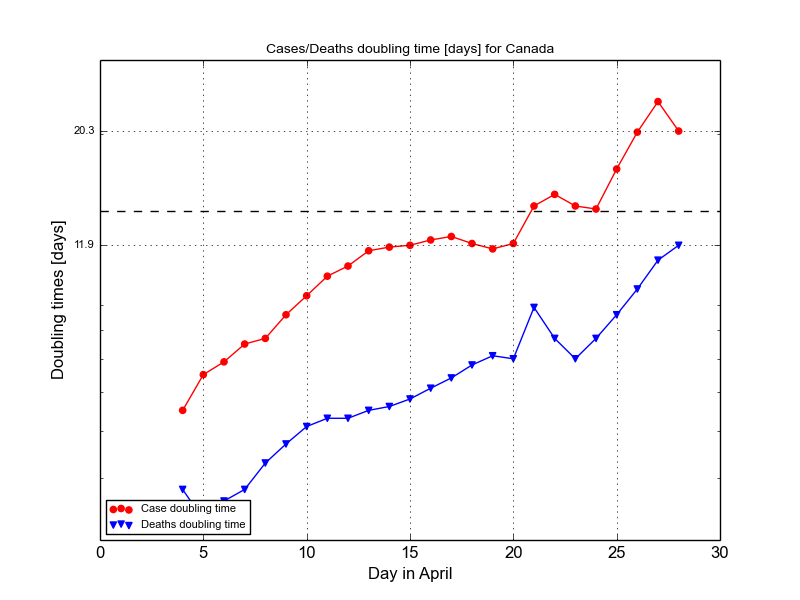 Cases/Deaths doubling time [days] for Canada
20.3
11.9
Doubling times [days]
Case doubling time
Deaths doubling time
0 5 10 15 20 25 30
Day in April